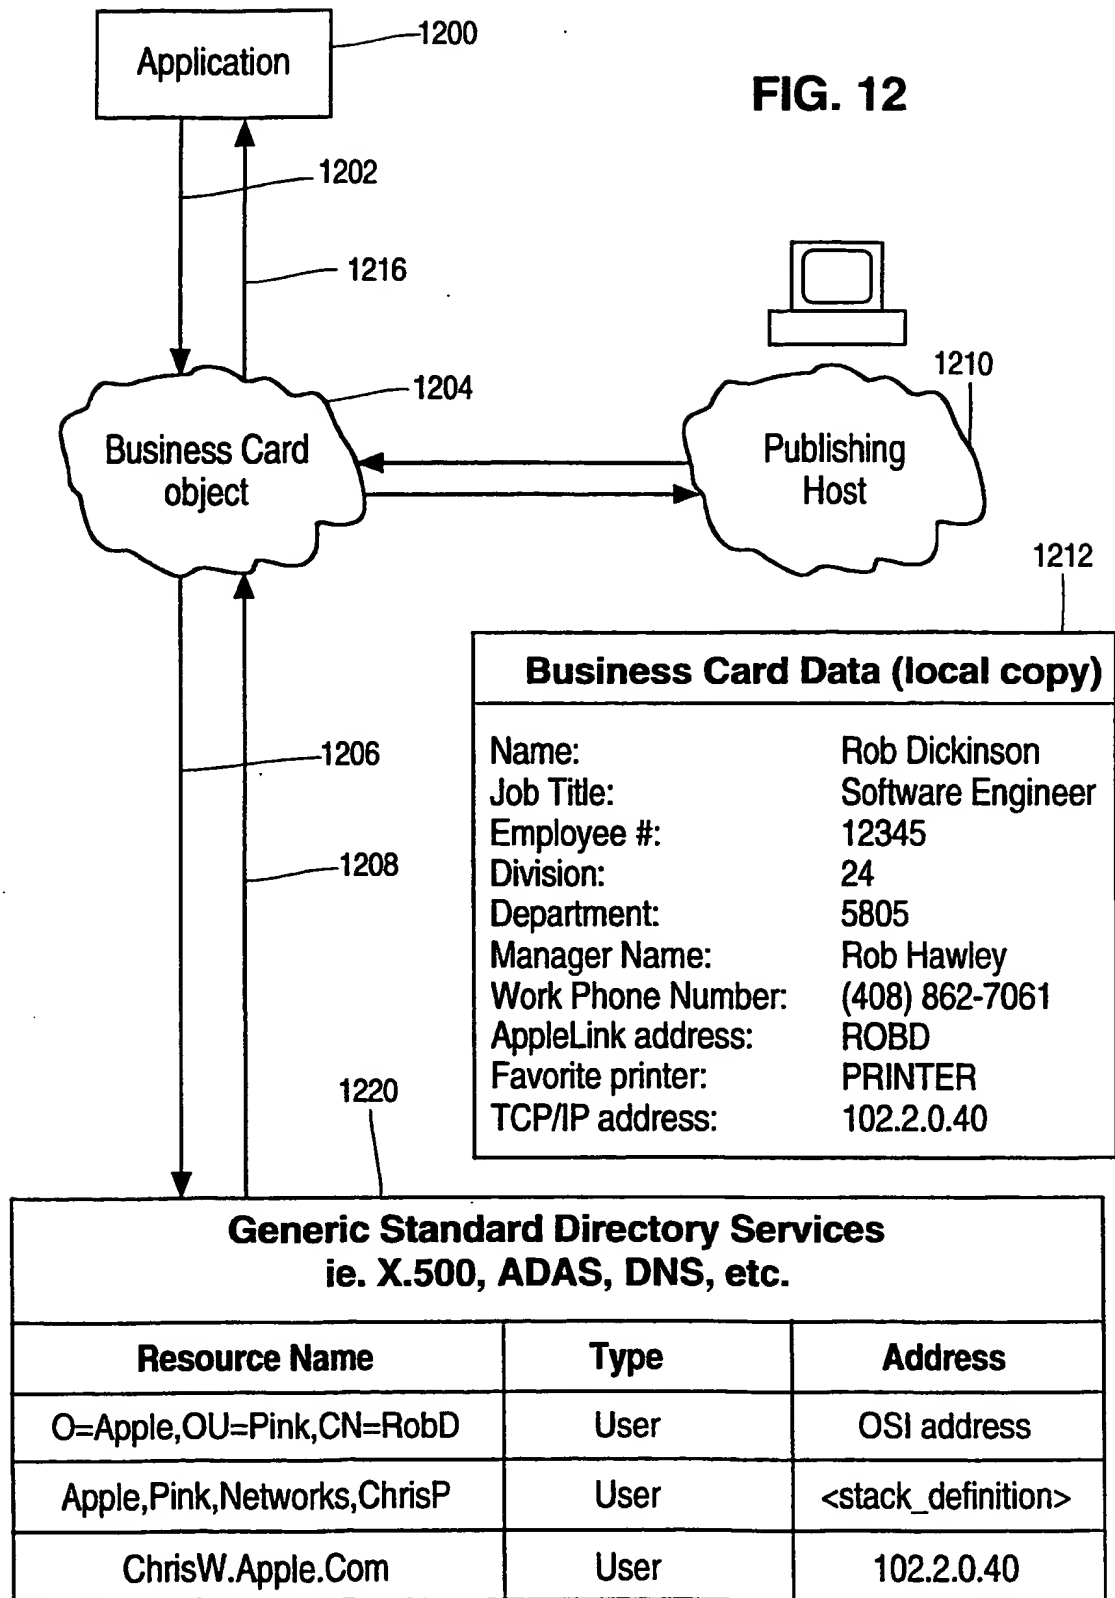 1200
Application
FIG. 12
1202
1216
1204
1210
Business Card
object
Publishing
Host
1212
Business Card Data (local copy)
Name: Rob Dickinson
Job Title: Software Engineer
Employee #: 12345
Division: 24
Department: 5805
Manager Name: Rob Hawley
Work Phone Number: (408) 862-7061
AppleLink address: ROBD
Favorite printer: PRINTER
TCP/IP address: 102.2.0.40
1206
1208
1220
Generic Standard Directory Services
ie. X.500, ADAS, DNS, etc.
Resource Name Type Address
O=Apple,OU=Pink,CN=RobD User OSI address
Apple,Pink,Networks,ChrisP User <stack_definition>
ChrisW.Apple.Com User 102.2.0.40